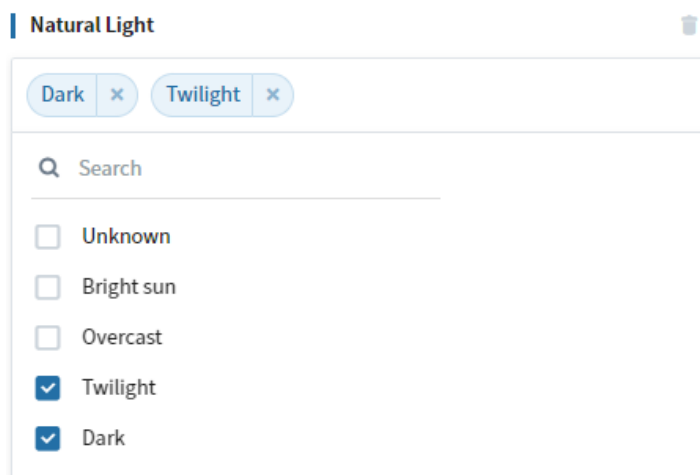 Natural Light
Dark × Twilight ×
Search
Unknown
Bright sun
Overcast
Twilight
Dark